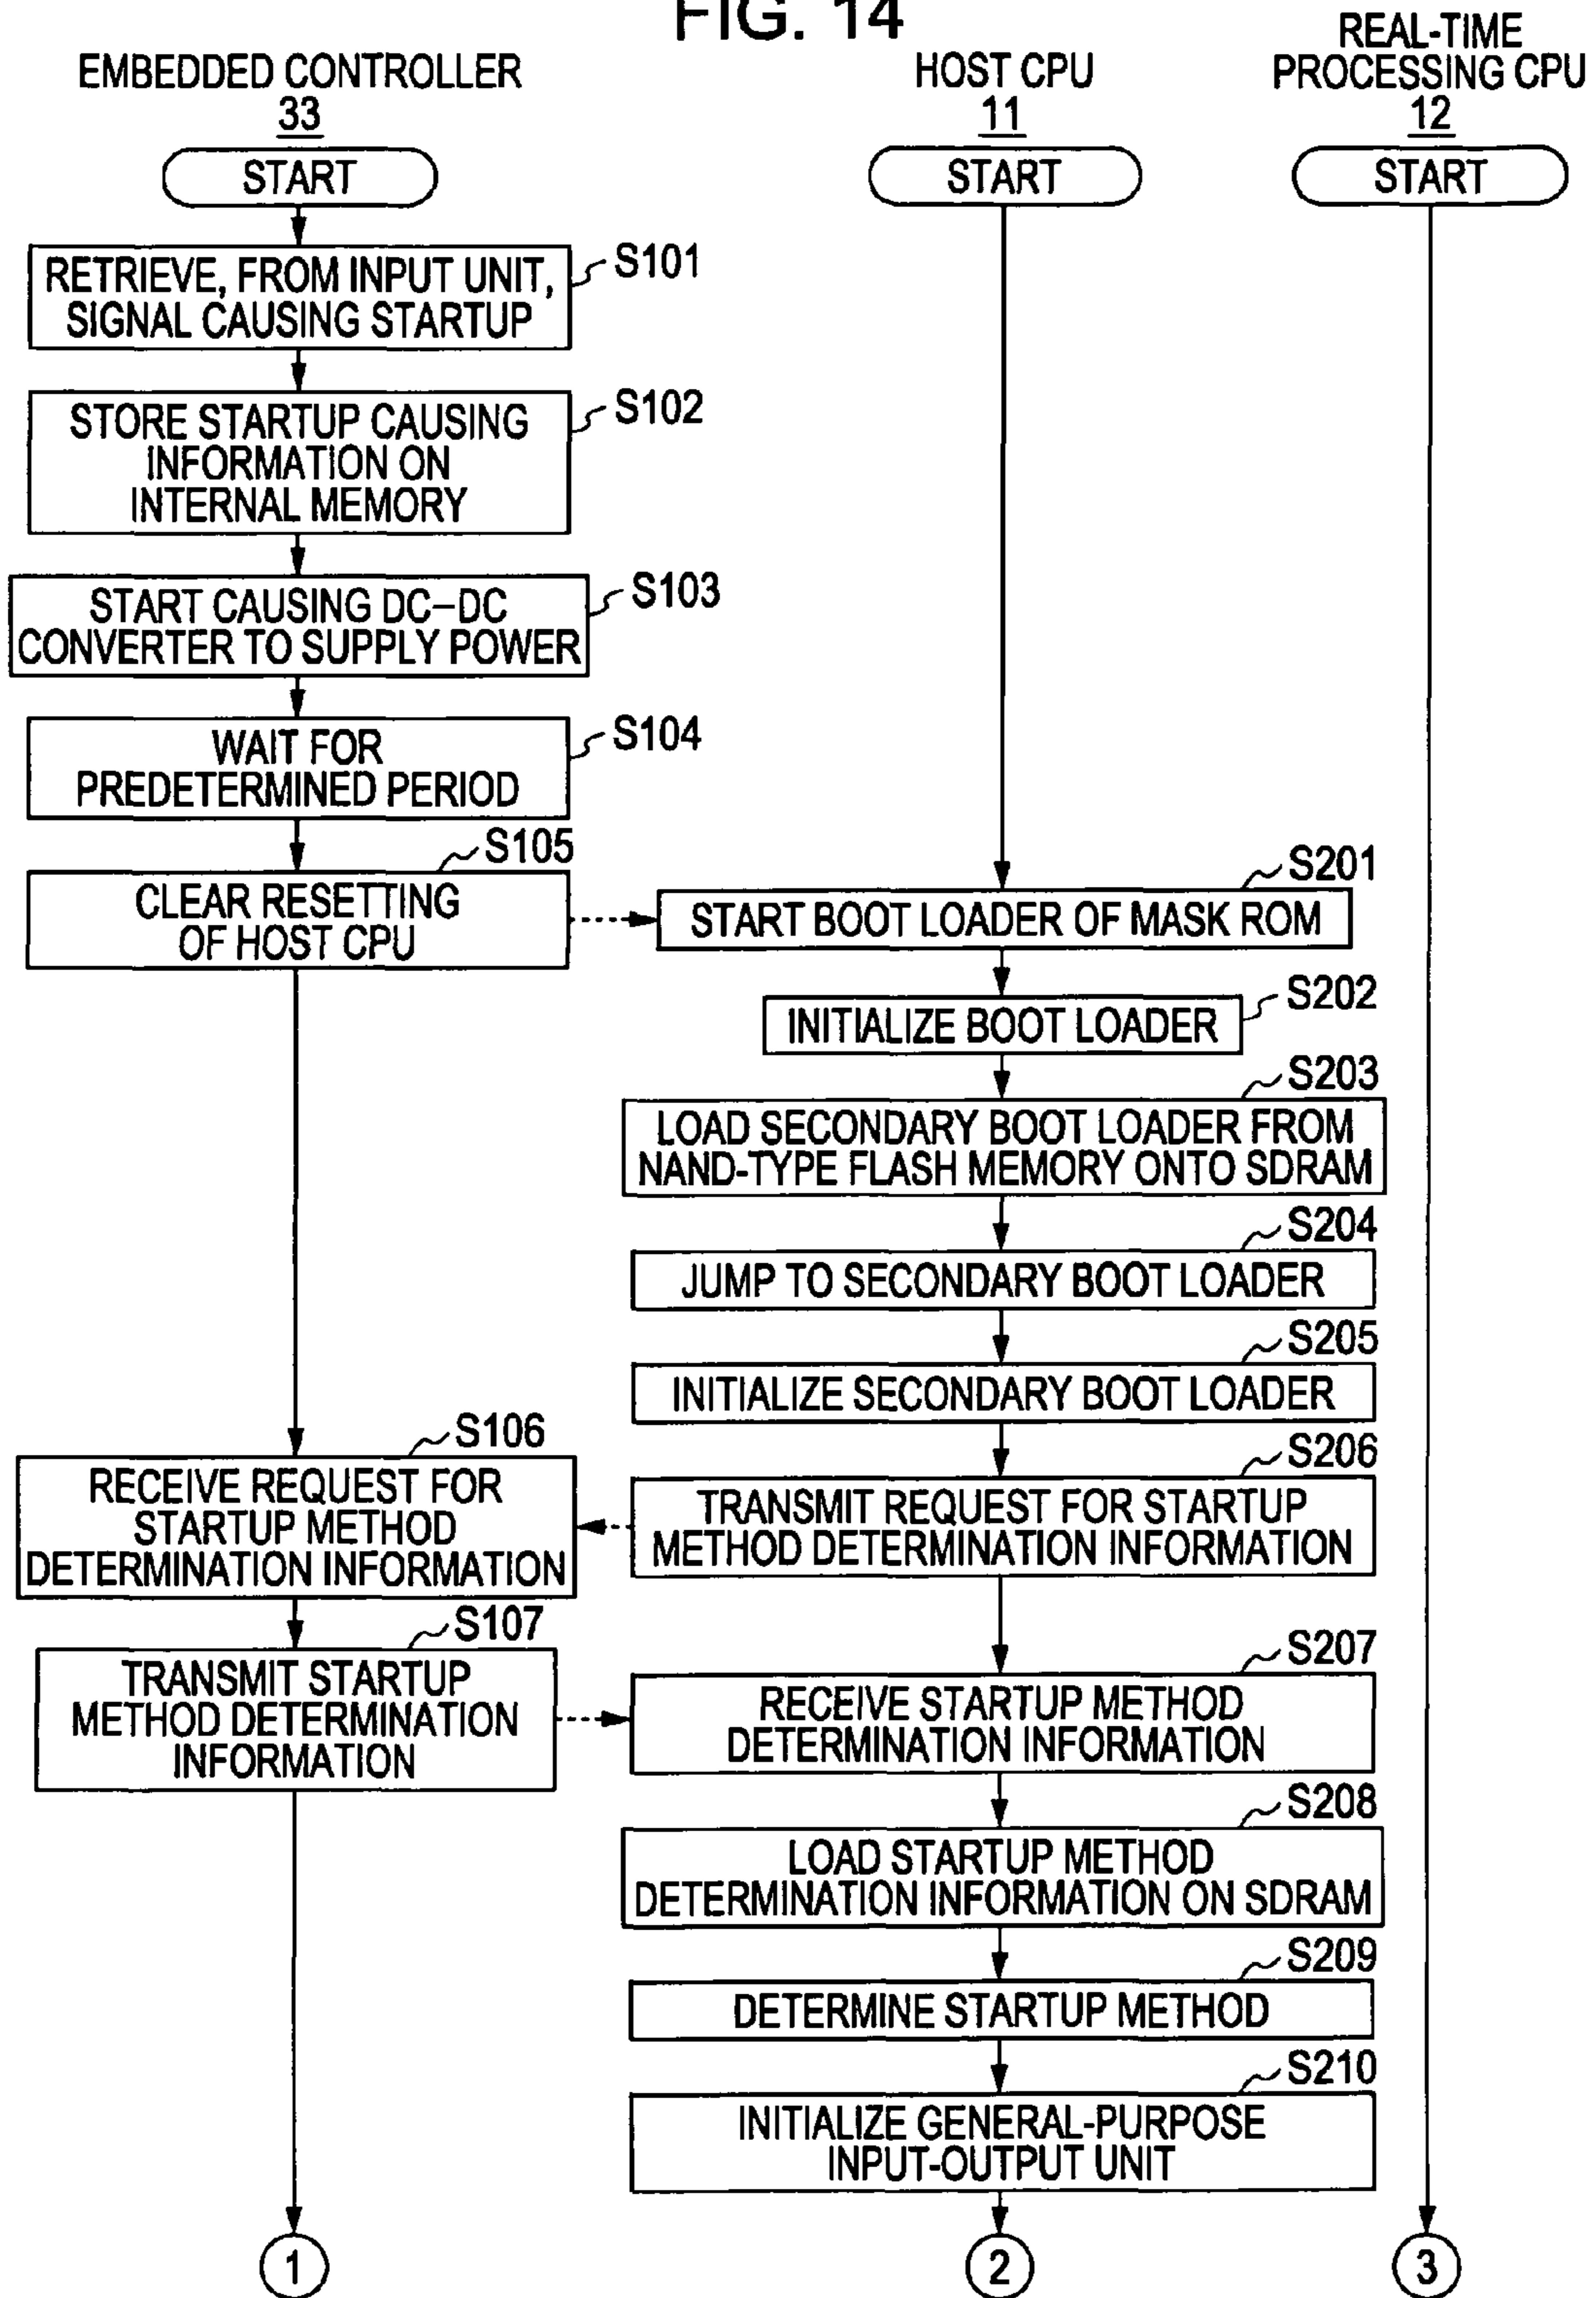 FIG. 14
EMBEDDED CONTROLLER
33
HOST CPU
11
REAL-TIME
PROCESSING CPU
12
START
START
START
RETRIEVE, FROM INPUT UNIT,
SIGNAL CAUSING STARTUP
S101
STORE STARTUP CAUSING
INFORMATION ON
INTERNAL MEMORY
S102
START CAUSING DC-DC
CONVERTER TO SUPPLY POWER
S103
WAIT FOR
PREDETERMINED PERIOD
S104
S105
CLEAR RESETTING
OF HOST CPU
S201
START BOOT LOADER OF MASK ROM
S202
INITIALIZE BOOT LOADER
S203
LOAD SECONDARY BOOT LOADER FROM
NAND-TYPE FLASH MEMORY ONTO SDRAM
S204
JUMP TO SECONDARY BOOT LOADER
S205
INITIALIZE SECONDARY BOOT LOADER
S106
RECEIVE REQUEST FOR
STARTUP METHOD
DETERMINATION INFORMATION
S206
TRANSMIT REQUEST FOR STARTUP
METHOD DETERMINATION INFORMATION
S107
TRANSMIT STARTUP
METHOD DETERMINATION
INFORMATION
S207
RECEIVE STARTUP METHOD
DETERMINATION INFORMATION
S208
LOAD STARTUP METHOD
DETERMINATION INFORMATION ON SDRAM
S209
DETERMINE STARTUP METHOD
S210
INITIALIZE GENERAL-PURPOSE
INPUT-OUTPUT UNIT
1
2
3